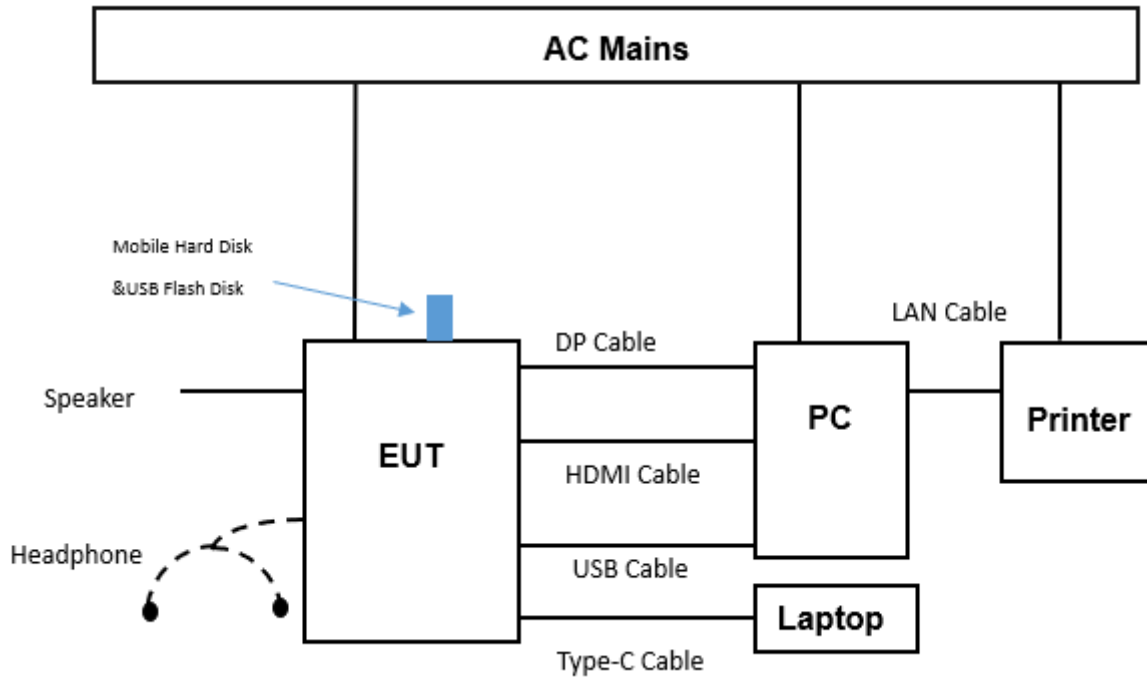 AC Mains
Mobile Hard Disk
&USB Flash Disk
LAN Cable
DP Cable
Speaker
EUT
PC
Printer
HDMI Cable
Headphone
USB Cable
Laptop
Type-C Cable